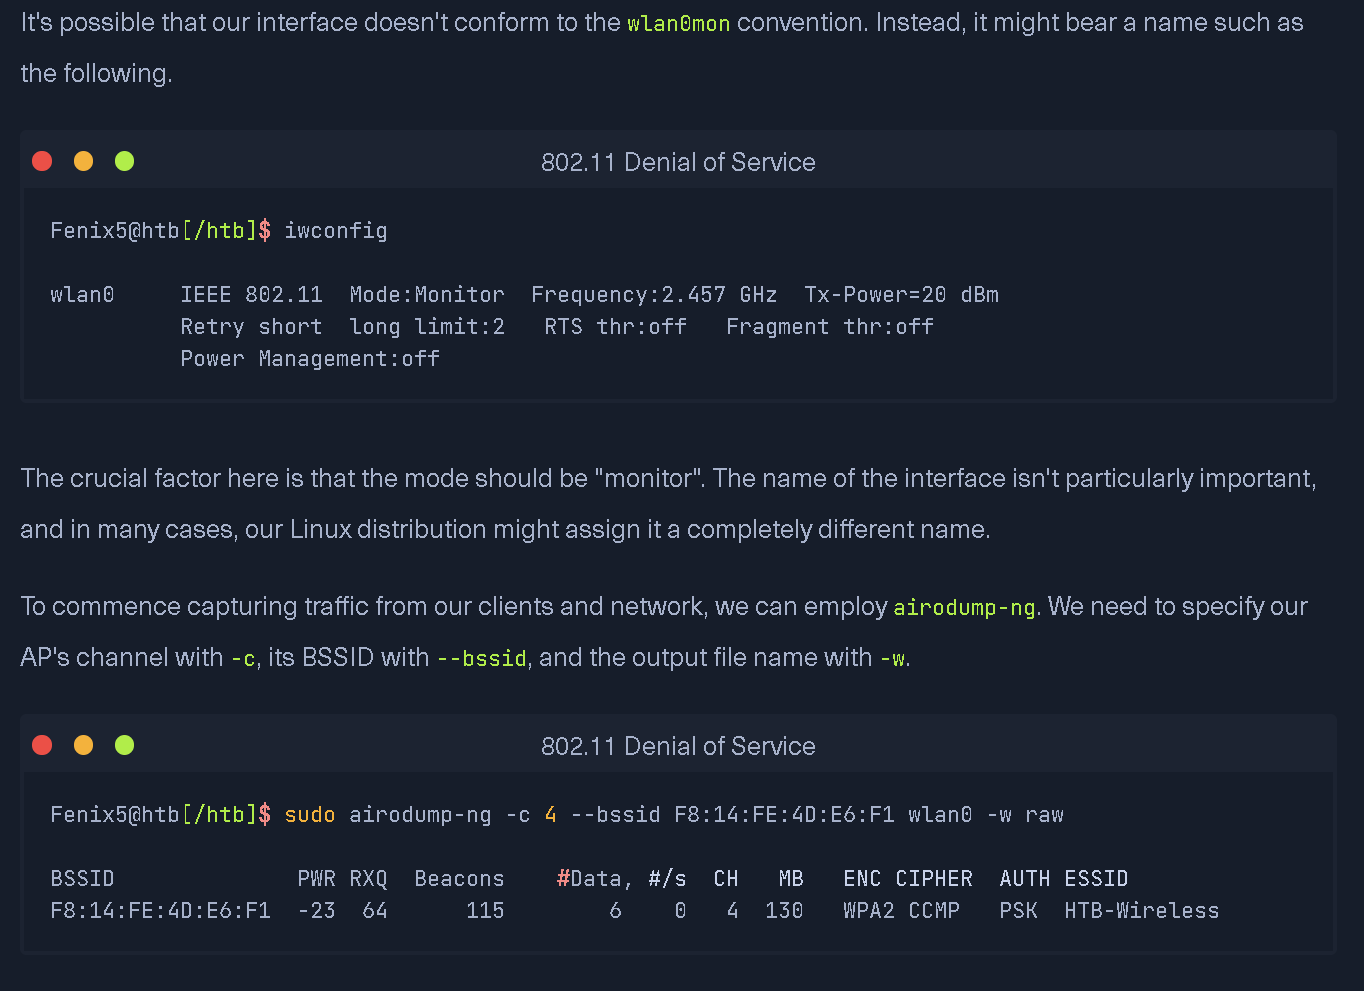 It's possible that our interface doesn't conform to the wlan0mon convention. Instead, it might bear a name such as
the following.
802.11 Denial of Service
Fenix5@htb[/htb]$ iwconfig
wlan0     IEEE 802.11  Mode:Monitor  Frequency:2.457 GHz  Tx-Power=20 dBm
          Retry short  long limit:2   RTS thr:off   Fragment thr:off
          Power Management:off
The crucial factor here is that the mode should be "monitor". The name of the interface isn't particularly important,
and in many cases, our Linux distribution might assign it a completely different name.
To commence capturing traffic from our clients and network, we can employ airodump-ng. We need to specify our
AP's channel with -c, its BSSID with --bssid, and the output file name with -w.
802.11 Denial of Service
Fenix5@htb[/htb]$ sudo airodump-ng -c 4 --bssid F8:14:FE:4D:E6:F1 wlan0 -w raw
BSSID              PWR RXQ  Beacons    #Data, #/s  CH   MB   ENC CIPHER  AUTH ESSID
F8:14:FE:4D:E6:F1  -23  64      115        6    0   4  130   WPA2 CCMP   PSK  HTB-Wireless